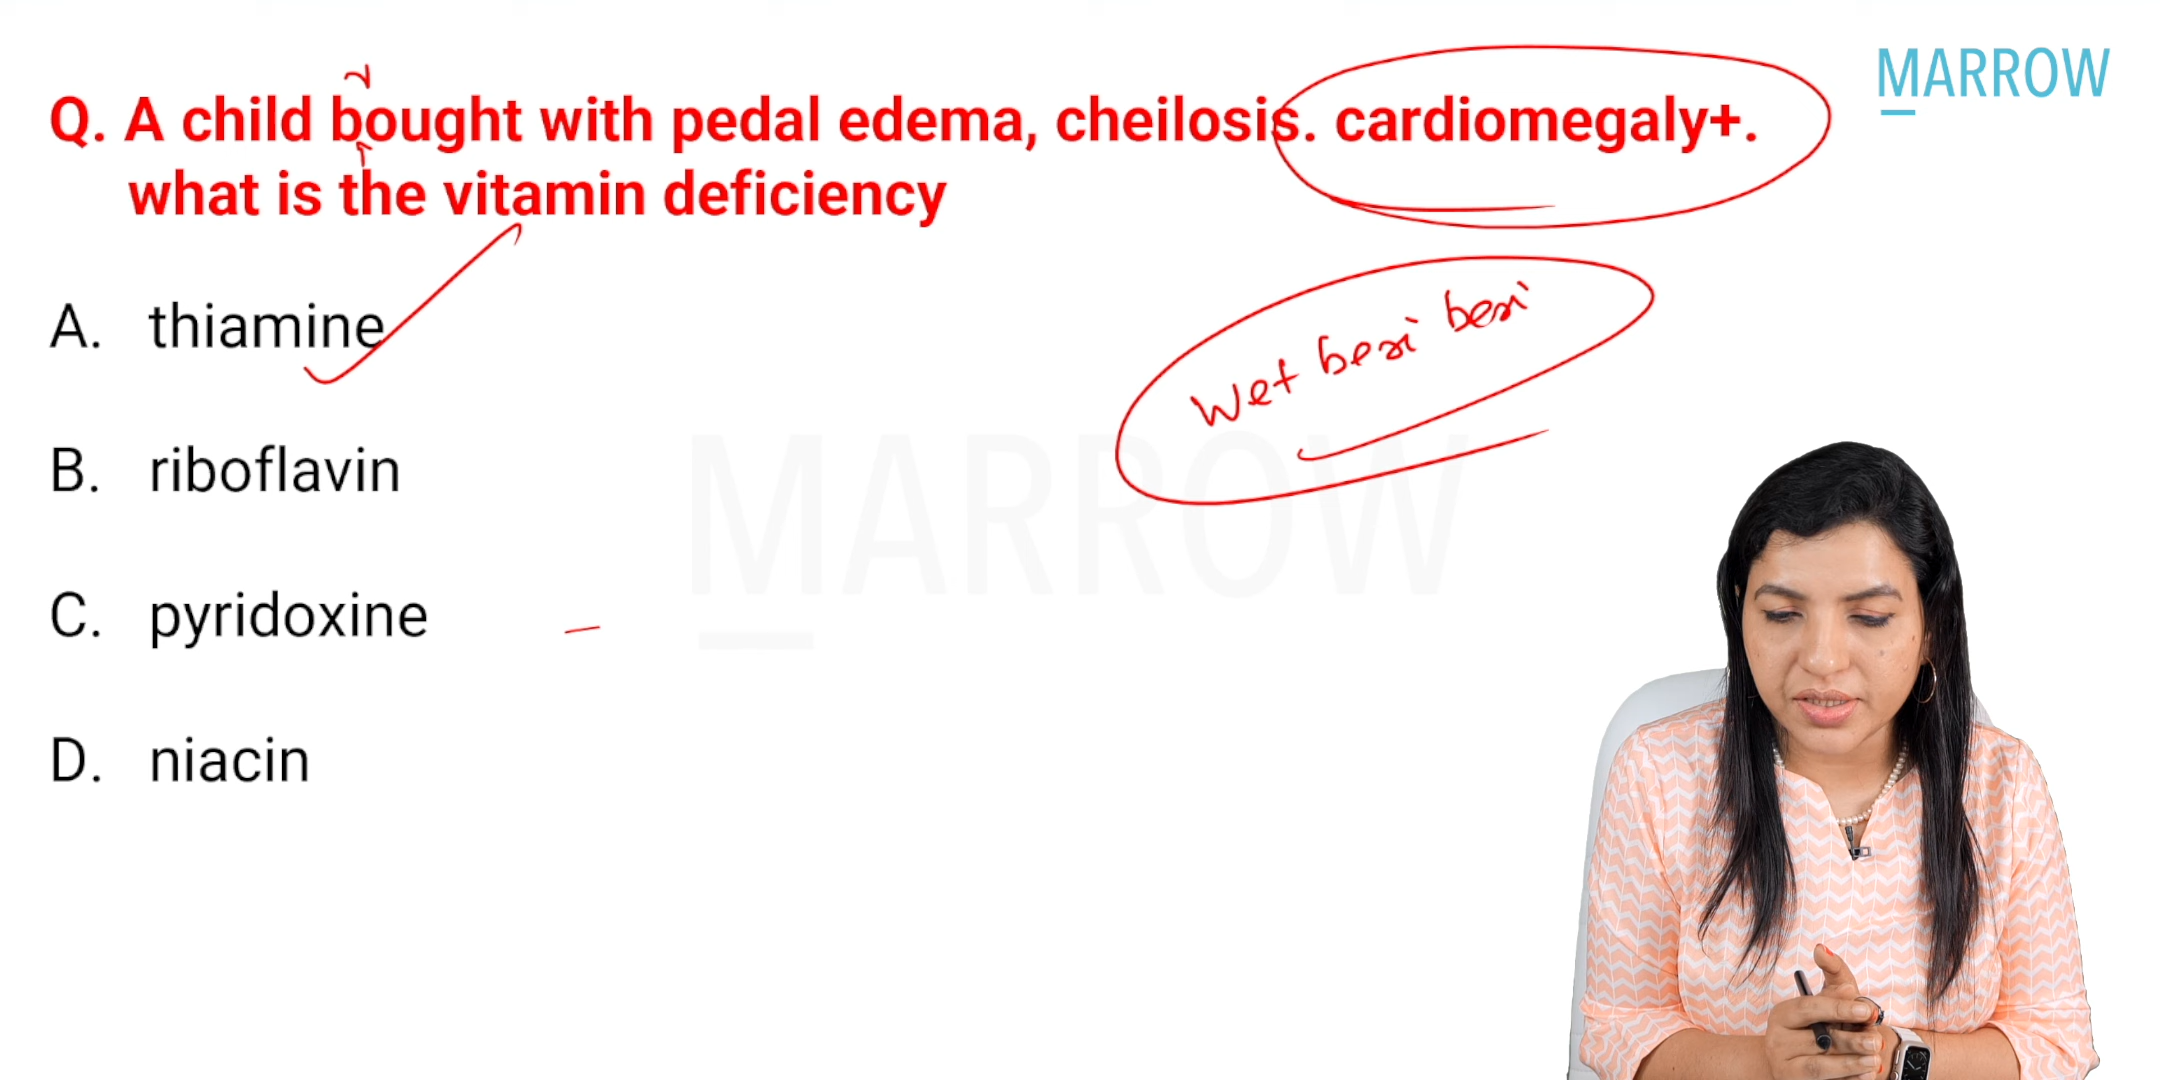 MARROW
r
Q. A child bought with pedal edema, cheilosis. cardiomegaly+.
what is the vitamin deficiency
A. thiamine
Wet beri beri
B. riboflavin
MARROW
C. pyridoxine
D. niacin